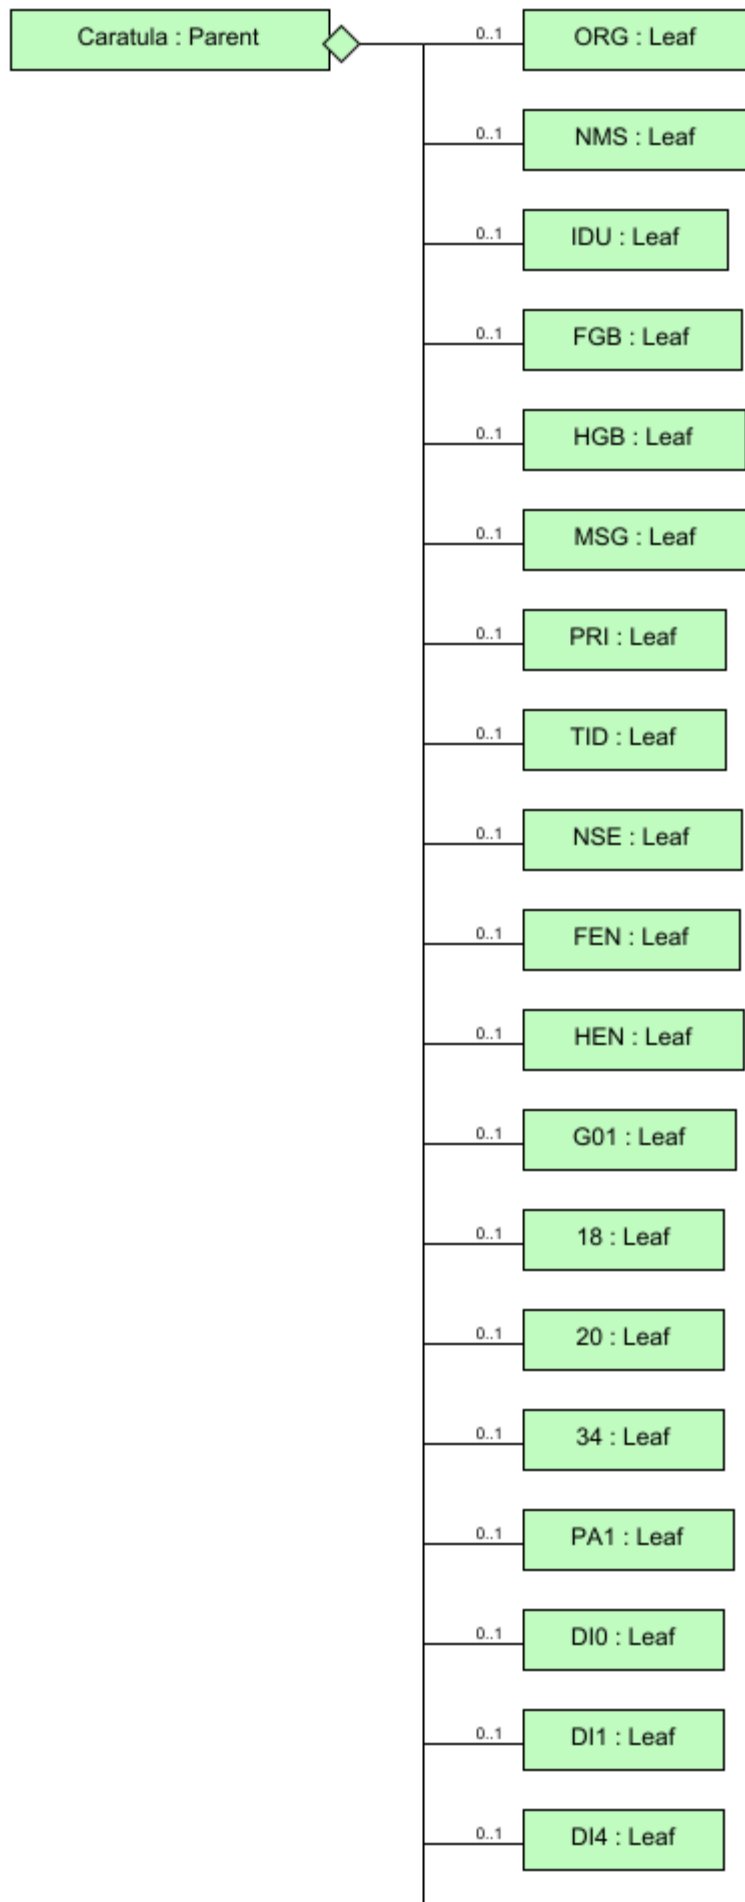 Caratula : Parent
0..1
ORG : Leaf
0..1
NMS : Leaf
0..1
IDU : Leaf
0..1
FGB : Leaf
0..1
HGB : Leaf
0..1
MSG : Leaf
0..1
PRI : Leaf
0..1
TID : Leaf
0..1
NSE : Leaf
0..1
FEN : Leaf
0..1
HEN : Leaf
0..1
G01 : Leaf
0..1
18 : Leaf
0..1
20 : Leaf
0..1
34 : Leaf
0..1
PA1 : Leaf
0..1
DI0 : Leaf
0..1
DI1 : Leaf
0..1
DI4 : Leaf